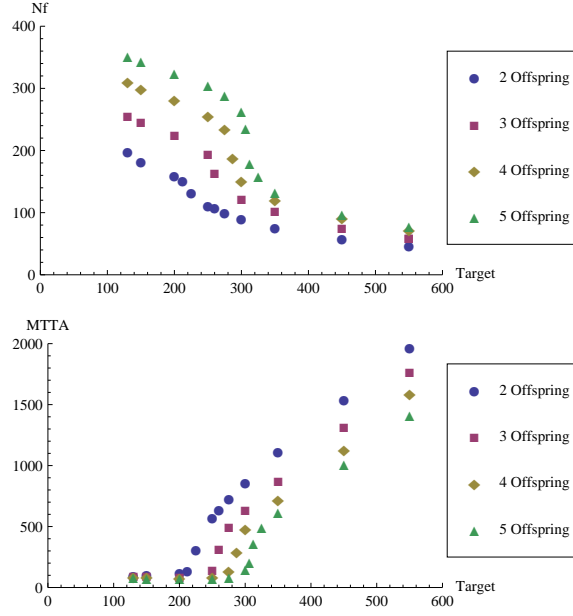 Nf
400
300
200
100
0
0
100
200
300
400
500
600
Target
2 Offspring
3 Offspring
4 Offspring
5 Offspring
MTTA
2000
1500
1000
500
0
0
100
200
300
400
500
600
Target
2 Offspring
3 Offspring
4 Offspring
5 Offspring